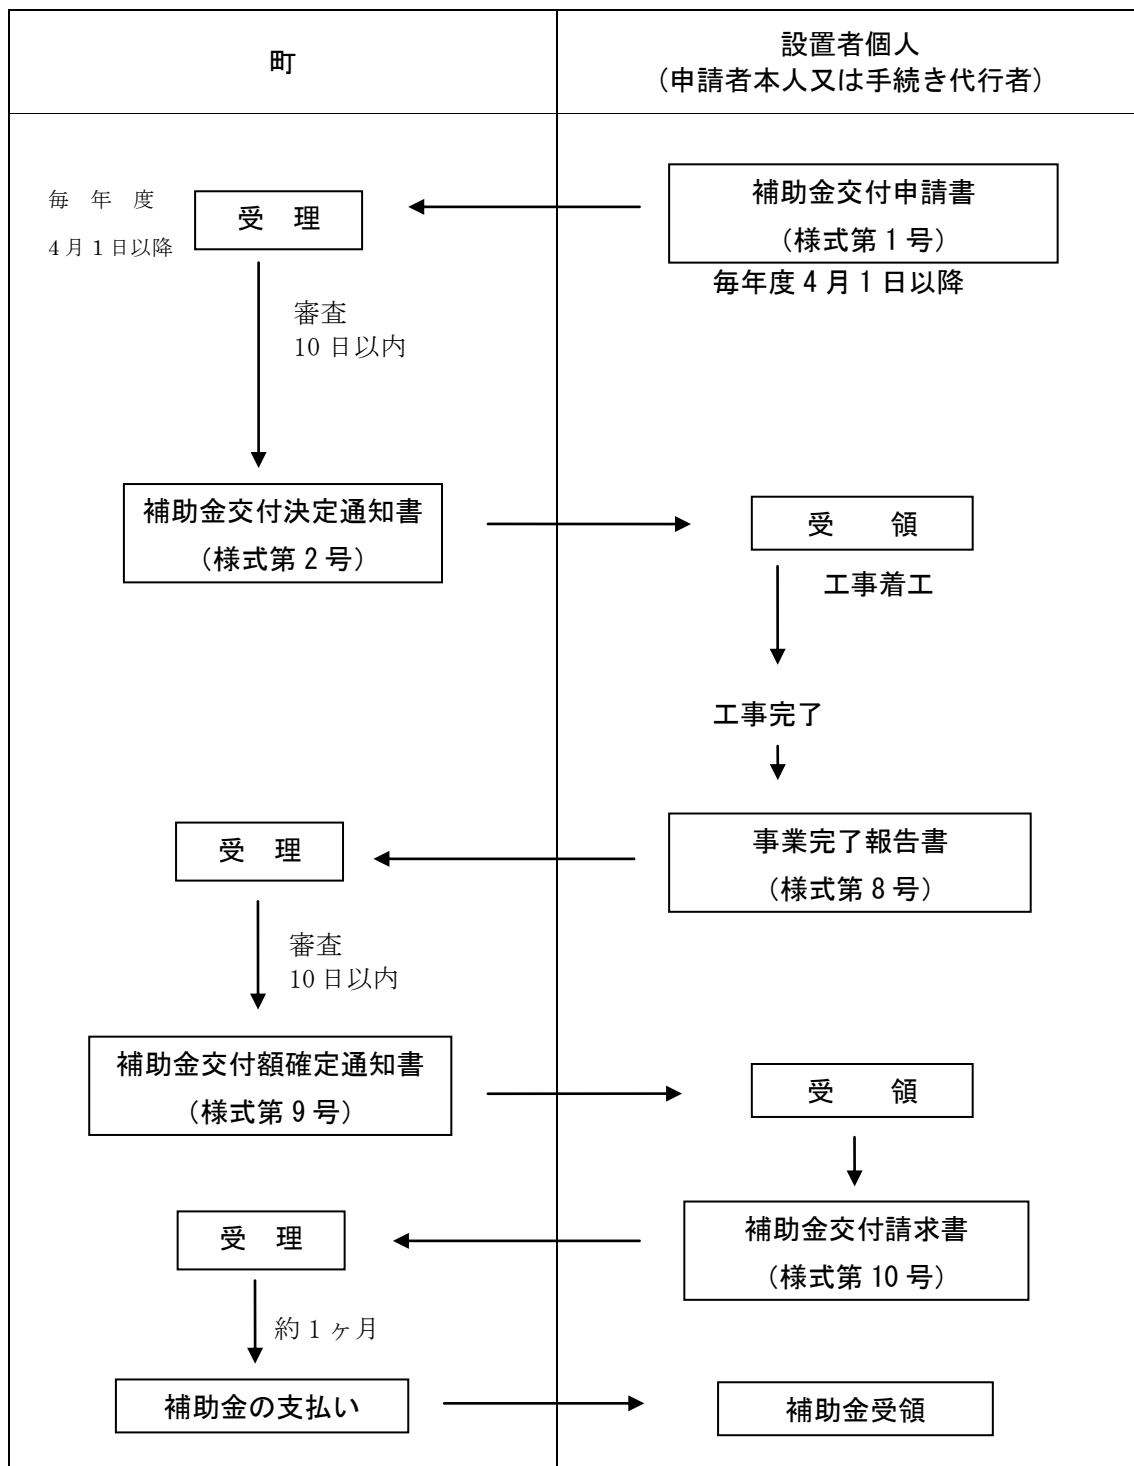 町
設置者個人
（申請者本人又は手続き代行者）
毎 年 度
4月1日以降
受 理
補助金交付申請書
（様式第1号）
毎年度4月1日以降
審査
10日以内
補助金交付決定通知書
（様式第2号）
受 領
工事着工
工事完了
受 理
事業完了報告書
（様式第8号）
審査
10日以内
補助金交付額確定通知書
（様式第9号）
受 領
受 理
補助金交付請求書
（様式第10号）
約1ヶ月
補助金の支払い
補助金受領